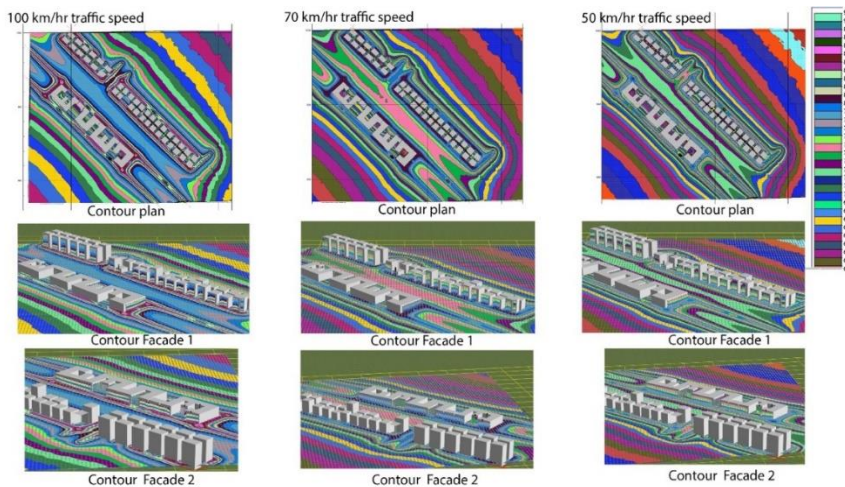 100 km/hr traffic speed
70 km/hr traffic speed
50 km/hr traffic speed
Contour plan
Contour plan
Contour plan
Contour Facade 1
Contour Facade 1
Contour Facade 1
Contour Facade 2
Contour Facade 2
Contour Facade 2